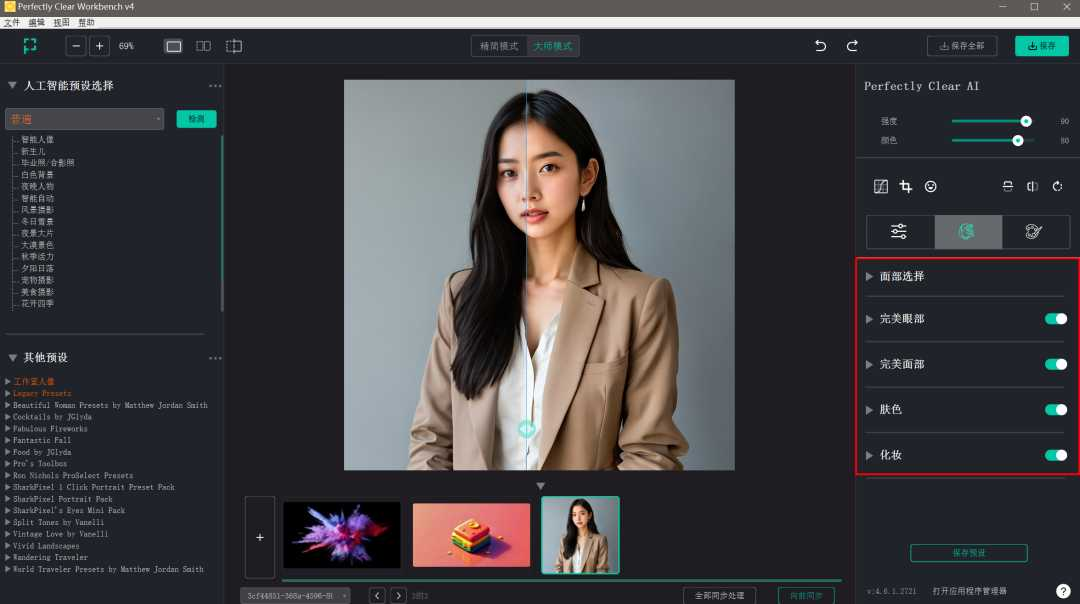 Perfectly Clear Workbench v4
文件 编辑 视图 帮助
69%
精简模式 大师模式
保存全部
保存
人工智能预设选择
普遍
检测
智能人像
新生儿
毕业照/合影照
白色背景
夜晚人物
智能自动
风景摄影
冬日雪景
夜景大片
大漠景色
秋季活力
夕阳日落
宠物摄影
美食摄影
花开四季
其他预设
工作室人像
Legacy Presets
Beautiful Woman Presets by Matthew Jordan Smith
Cocktails by JGlyda
Fabulous Fireworks
Fantastic Fall
Food by JGlyda
Pro's Toolbox
Ron Nichols ProSelect Presets
SharkPixel 1 Click Portrait Preset Pack
SharkPixel Portrait Pack
SharkPixel's Eyes Mini Pack
Split Tones by Vanelli
Vintage Love by Vanelli
Vivid Landscapes
Wandering Traveler
World Traveler Presets by Matthew Jordan Smith
+
全部同步处理
向前同步
Perfectly Clear AI
强度 90
颜色 80
面部选择
完美眼部
完美面部
肤色
化妆
保存预设
v:4.6.1.2721 打开应用程序管理器
?